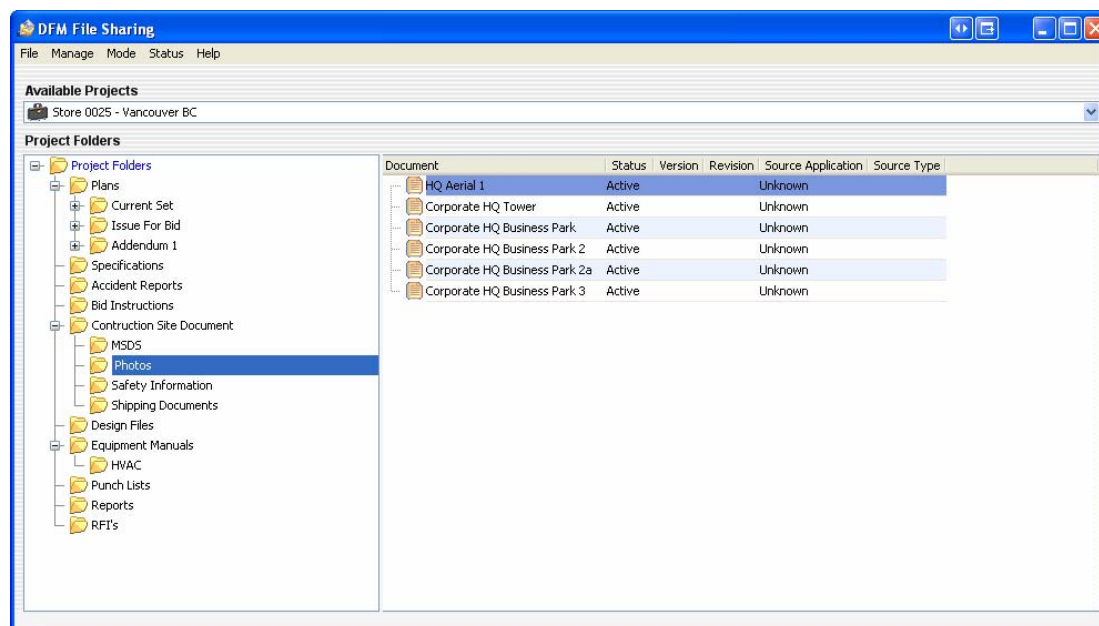 DFM File Sharing
File Manage Mode Status Help
Available Projects
Store 0025 - Vancouver BC
Project Folders
Project Folders
Plans
Current Set
Issue For Bid
Addendum 1
Specifications
Accident Reports
Bid Instructions
Contruction Site Document
MSDS
Photos
Safety Information
Shipping Documents
Design Files
Equipment Manuals
HVAC
Punch Lists
Reports
RFI's
Document Status Version Revision Source Application Source Type
HQ Aerial 1 Active Unknown
Corporate HQ Tower Active Unknown
Corporate HQ Business Park Active Unknown
Corporate HQ Business Park 2 Active Unknown
Corporate HQ Business Park 2a Active Unknown
Corporate HQ Business Park 3 Active Unknown